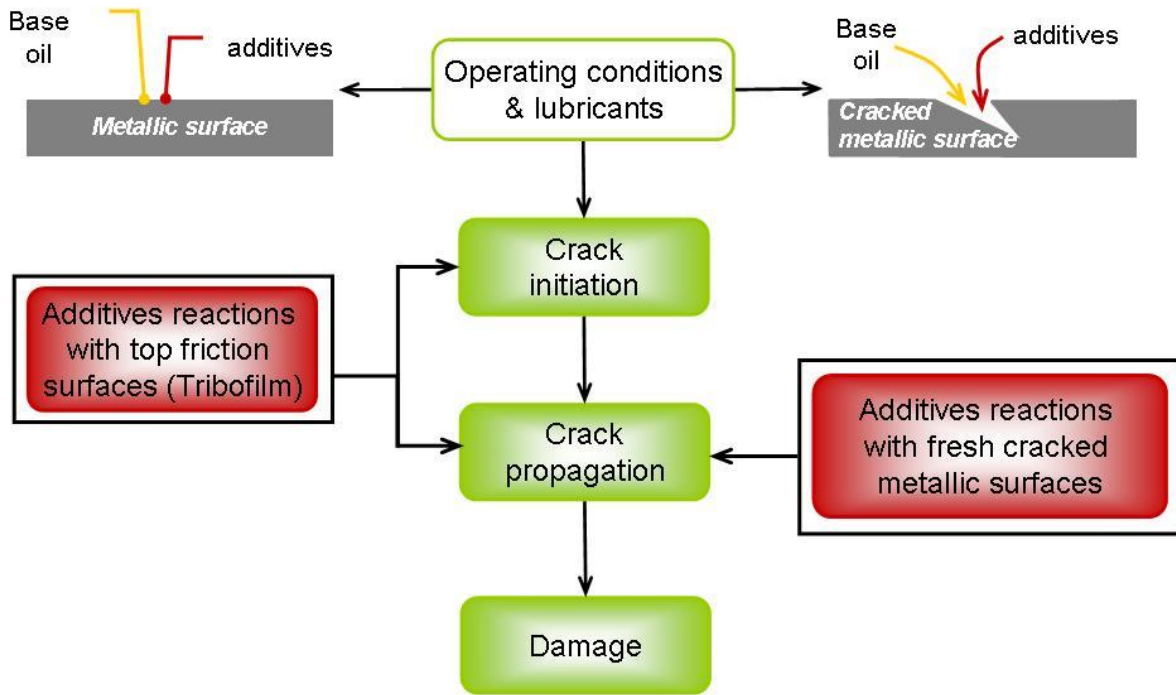 Base
oil
additives
Metallic surface
Operating conditions
& lubricants
Base
oil
additives
Cracked
metallic surface
Crack
initiation
Additives reactions
with top friction
surfaces (Tribofilm)
Crack
propagation
Additives reactions
with fresh cracked
metallic surfaces
Damage